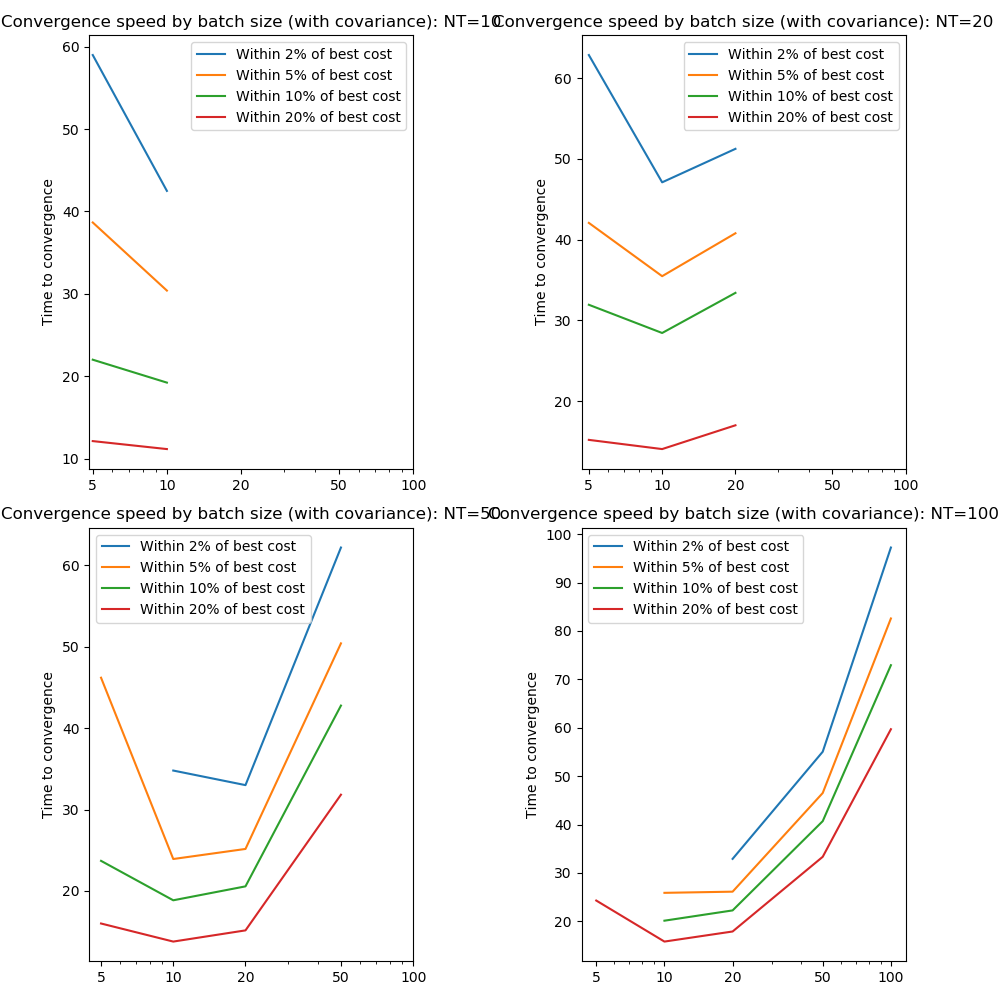 Convergence speed by batch size (with covariance): NT=10
Within 2% of best cost
Within 5% of best cost
Within 10% of best cost
Within 20% of best cost
Time to convergence
60
50
40
30
20
10
5 10 20 50 100
Convergence speed by batch size (with covariance): NT=20
Within 2% of best cost
Within 5% of best cost
Within 10% of best cost
Within 20% of best cost
Time to convergence
60
50
40
30
20
5 10 20 50 100
Convergence speed by batch size (with covariance): NT=50
Within 2% of best cost
Within 5% of best cost
Within 10% of best cost
Within 20% of best cost
Time to convergence
60
50
40
30
20
5 10 20 50 100
Convergence speed by batch size (with covariance): NT=100
Within 2% of best cost
Within 5% of best cost
Within 10% of best cost
Within 20% of best cost
Time to convergence
100
90
80
70
60
50
40
30
20
5 10 20 50 100